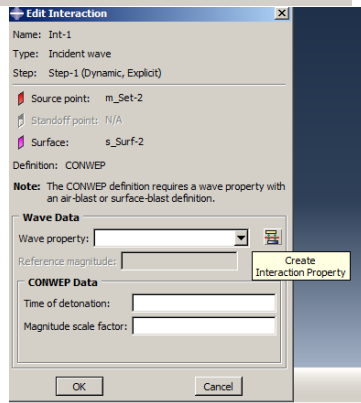 Edit Interaction
Name: Int-1
Type: Incident wave
Step: Step-1 (Dynamic, Explicit)
Source point: m_Set-2
Standoff point: N/A
Surface: s_Surf-2
Definition: CONWEP
Note: The CONWEP definition requires a wave property with
an air-blast or surface-blast definition.
Wave Data
Wave property:
Reference magnitude:
Create
Interaction Property
CONWEP Data
Time of detonation:
Magnitude scale factor:
OK Cancel